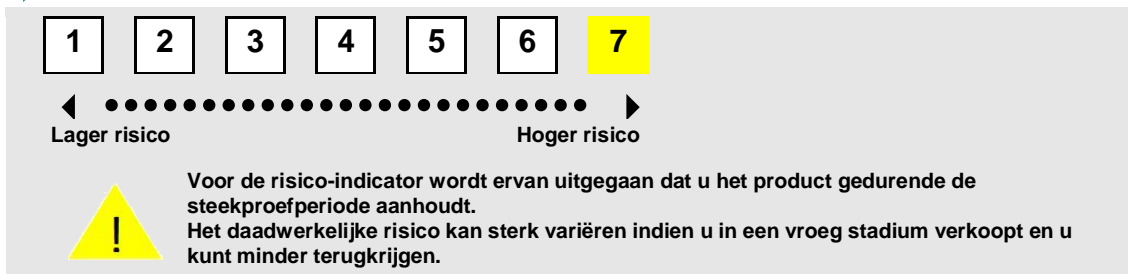 1 2 3 4 5 6 7
Lager risico Hoger risico
!
Voor de risico-indicator wordt ervan uitgegaan dat u het product gedurende de
steekproefperiode aanhoudt.
Het daadwerkelijke risico kan sterk variëren indien u in een vroeg stadium verkoopt en u
kunt minder terugkrijgen.